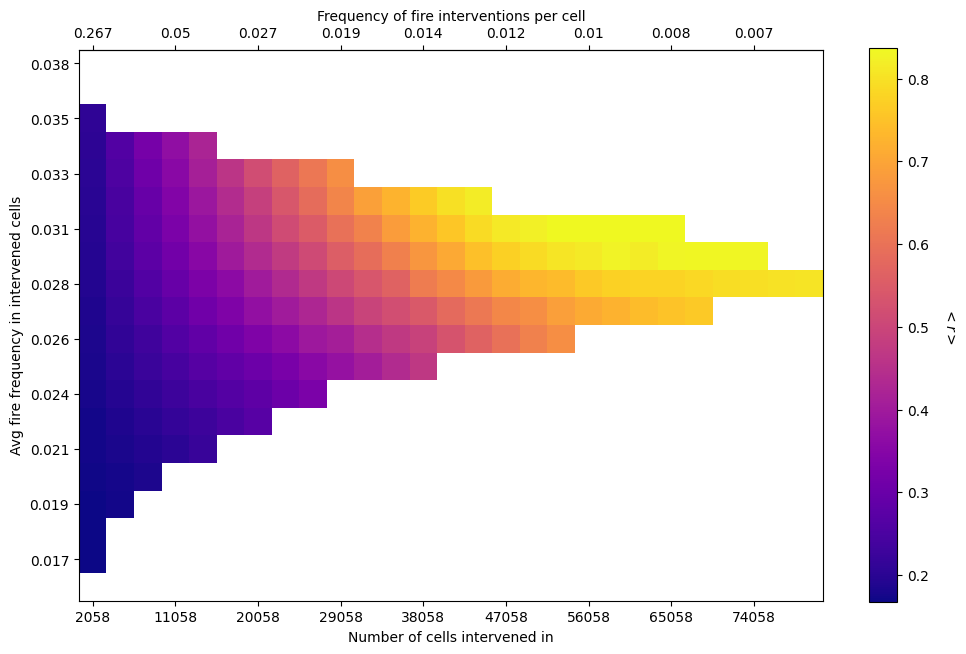 Frequency of fire interventions per cell
0.267 0.05 0.027 0.019 0.014 0.012 0.01 0.008 0.007
Avg fire frequency in intervened cells
0.038
0.035
0.033
0.031
0.028
0.026
0.024
0.021
0.019
0.017
2058 11058 20058 29058 38058 47058 56058 65058 74058
Number of cells intervened in
0.8
0.7
0.6
0.5
0.4
0.3
0.2
< r >